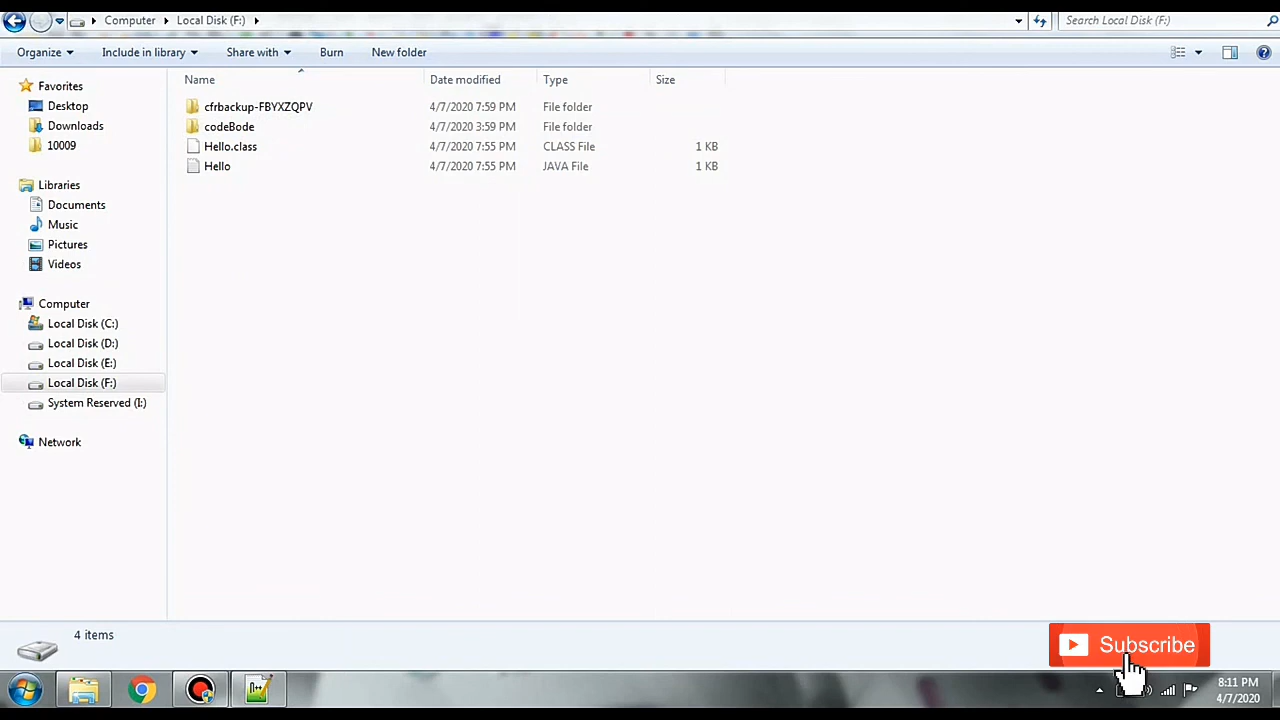 Computer Local Disk (F:) Search Local Disk (F:)
Organize Include in library Share with Burn New folder
Name Date modified Type Size
Favorites
Desktop
Downloads
10009
Libraries
Documents
Music
Pictures
Videos
Computer
Local Disk (C:)
Local Disk (D:)
Local Disk (E:)
Local Disk (F:)
System Reserved (I:)
Network
cfrbackup-FBYXZQPV 4/7/2020 7:59 PM File folder
codeBode 4/7/2020 3:59 PM File folder
Hello.class 4/7/2020 7:55 PM CLASS File 1 KB
Hello 4/7/2020 7:55 PM JAVA File 1 KB
4 items
Subscribe
8:11 PM
4/7/2020